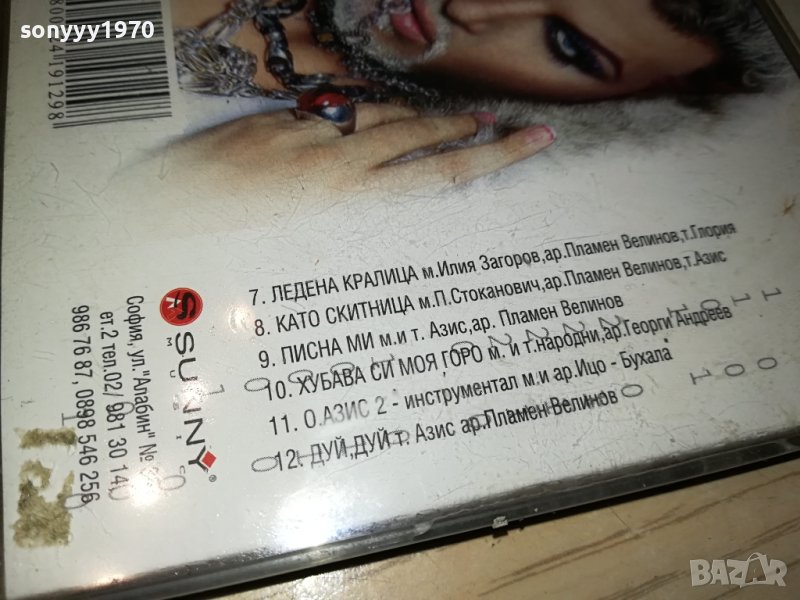 sonyyy1970
7. ЛЕДЕНА КРАЛИЦА м.Илия Загоров,ар.Пламен Велинов,т.Глория
8. КАТО СКИТНИЦА м.П.Стоканович,ар.Пламен Велинов,т.Азис
9. ПИСНА МИ м.и т. Азис,ар. Пламен Велинов
10. ХУБАВА СИ МОЯ ГОРО м. и т.народни,ар.Георги Андреев
11. О.АЗИС 2 - инструментал м.и ар.Ицо - Бухала
12. ДУЙ,ДУЙ т. Азис ар.Пламен Велинов
SUNNY®
MUSIC
София, ул."Алабин" №
ет.2 тел.02/ 981 30 14
986 76 87, 0898 546 256
BAZAR